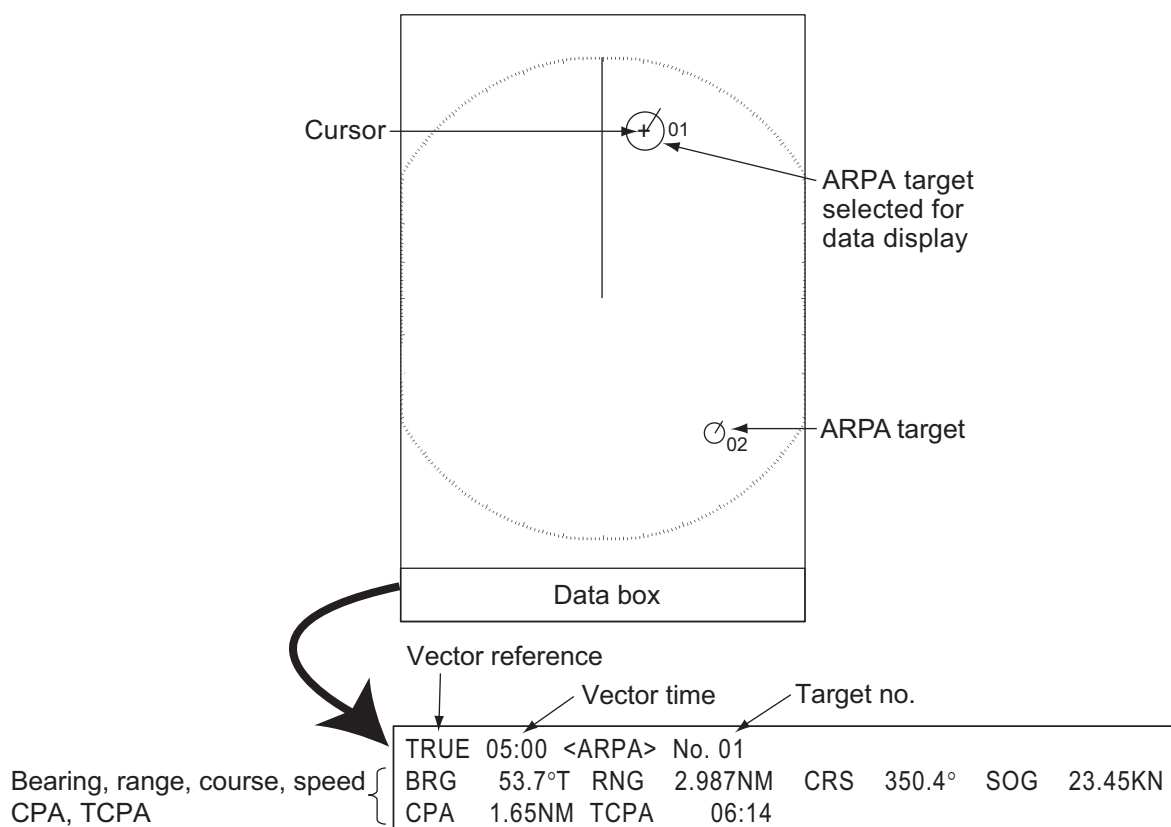 Cursor
01
ARPA target
selected for
data display
ARPA target
02
Data box
Vector reference
Vector time
Target no.
TRUE 05:00 <ARPA> No. 01
Bearing, range, course, speed
CPA, TCPA
BRG 53.7°T RNG 2.987NM CRS 350.4° SOG 23.45KN
CPA 1.65NM TCPA 06:14